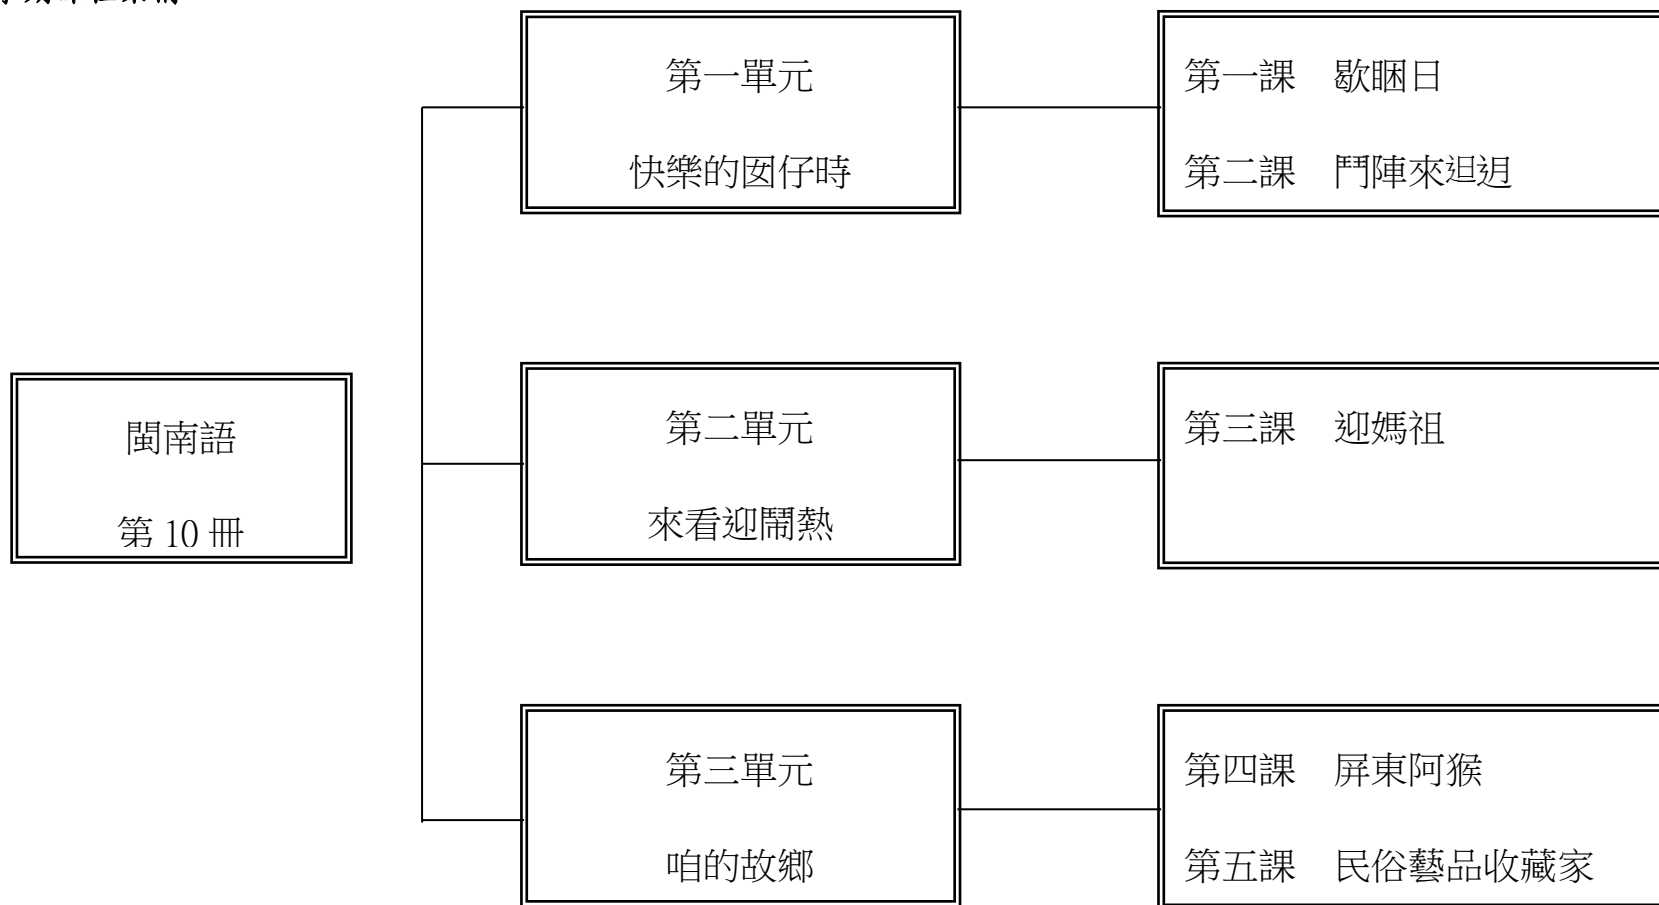 第一單元
快樂的囡仔時
第一課 歇睏日
第二課 鬥陣來𨑨迌
閩南語
第 10 冊
第二單元
來看迎鬧熱
第三課 迎媽祖
第三單元
咱的故鄉
第四課 屏東阿猴
第五課 民俗藝品收藏家